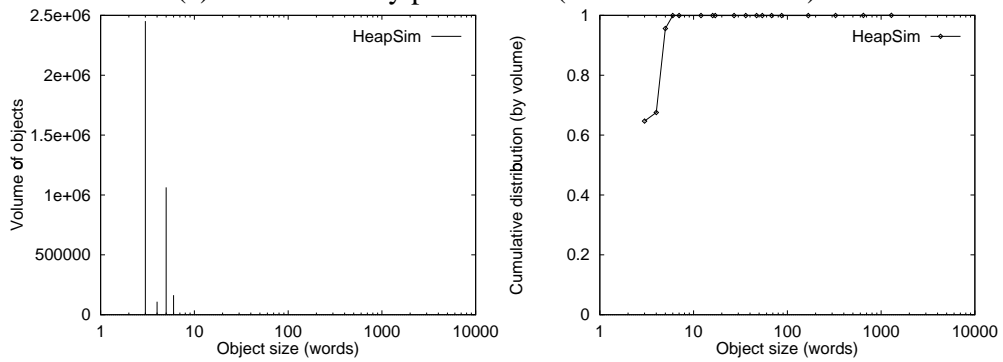 2.5e+06
2e+06
1.5e+06
1e+06
500000
0
Volume of objects
HeapSim
1 10 100 1000 10000
Object size (words)
1
0.8
0.6
0.4
0.2
0
Cumulative distribution (by volume)
HeapSim
1 10 100 1000 10000
Object size (words)